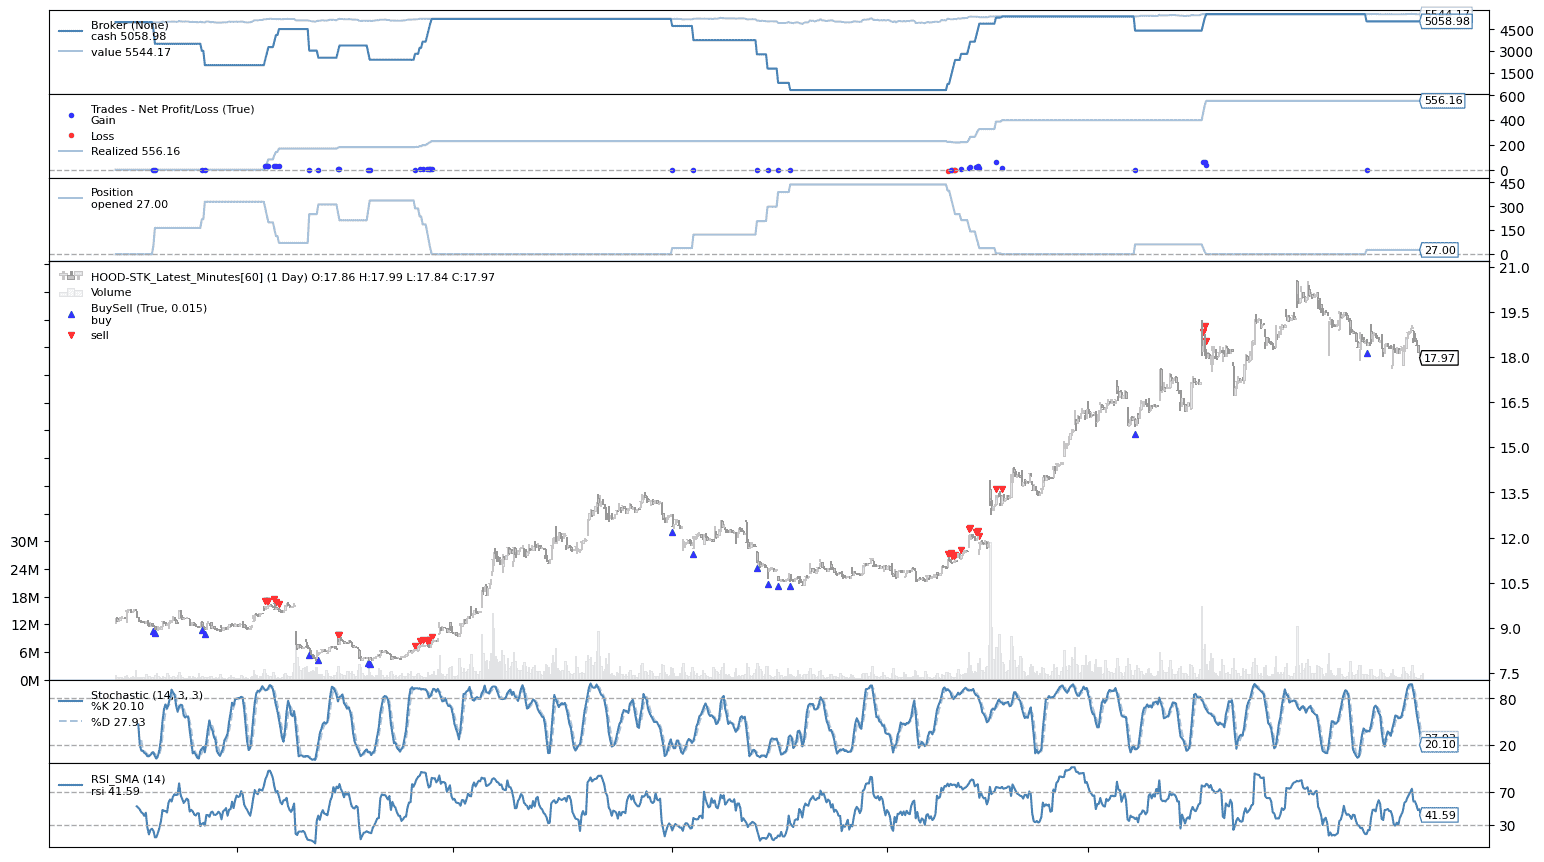 Broker (None)
cash 5058.98
value 5544.17
5544.17
5058.98
4500
3000
1500
Trades - Net Profit/Loss (True)
Gain
Loss
Realized 556.16
600
556.16
400
200
0
Position
opened 27.00
450
300
150
0
27.00
HOOD-STK_Latest_Minutes[60] (1 Day) O:17.86 H:17.99 L:17.84 C:17.97
Volume
BuySell (True, 0.015)
buy
sell
21.0
19.5
18.0
17.97
16.5
15.0
13.5
12.0
10.5
9.0
7.5
30M
24M
18M
12M
6M
0M
Stochastic (14, 3, 3)
%K 20.10
%D 27.93
80
27.93
20.10
20
RSI_SMA (14)
rsi 41.59
70
41.59
30